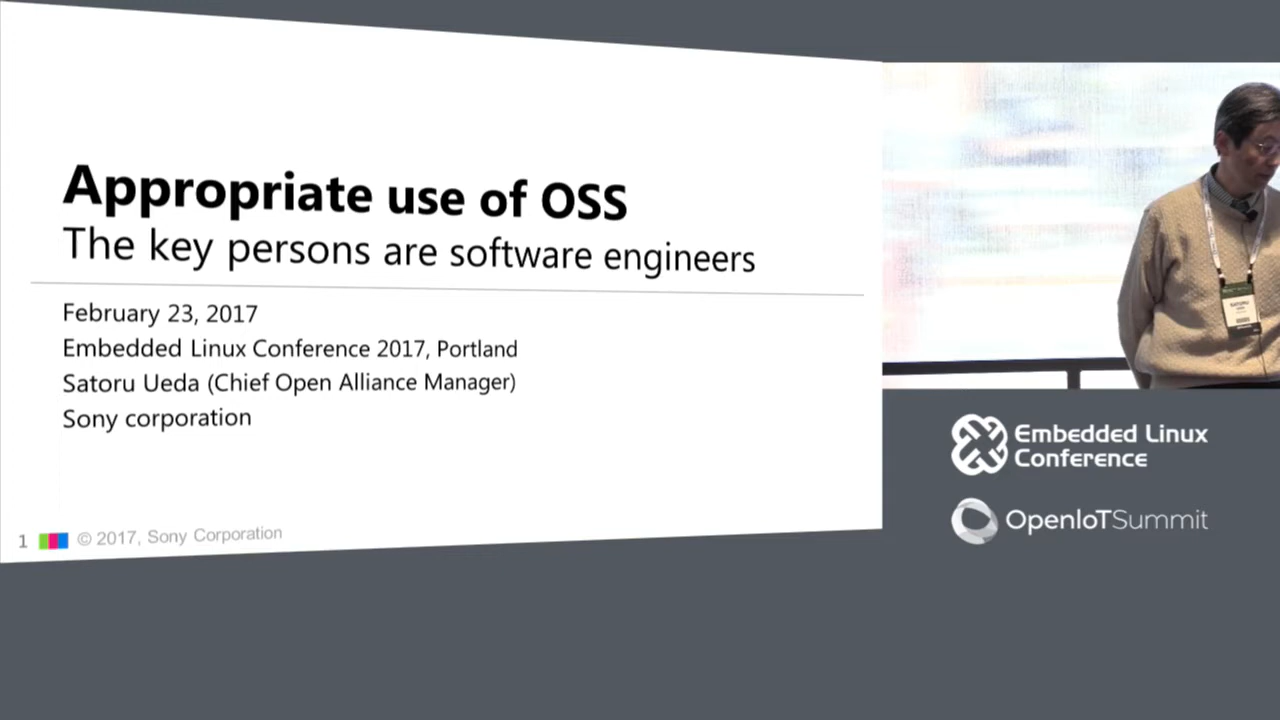 Appropriate use of OSS
The key persons are software engineers
February 23, 2017
Embedded Linux Conference 2017, Portland
Satoru Ueda (Chief Open Alliance Manager)
Sony corporation
1 © 2017, Sony Corporation
SATORU
Embedded Linux
Conference
OpenIoTSummit